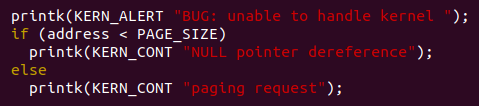 printk(KERN_ALERT "BUG: unable to handle kernel ");
if (address < PAGE_SIZE)
printk(KERN_CONT "NULL pointer dereference");
else
printk(KERN_CONT "paging request");